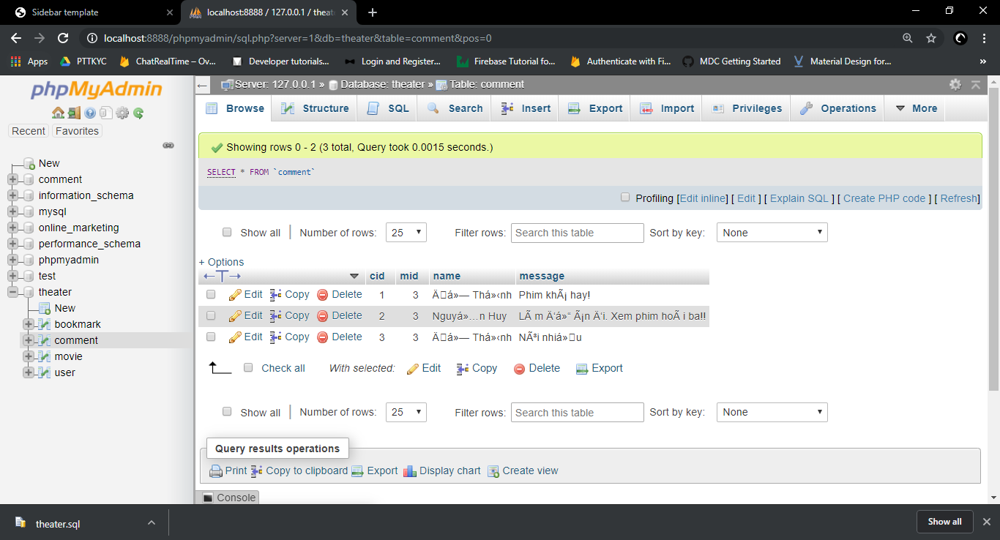 Sidebar template
localhost:8888 / 127.0.0.1 / theat
localhost:8888/phpmyadmin/sql.php?server=1&db=theater&table=comment&pos=0
Apps PTTKYC ChatRealTime – Ov... Developer tutorials... Login and Register... Firebase Tutorial fo... Authenticate with Fi... MDC Getting Started Material Design for... »
phpMyAdmin
Recent Favorites
New
comment
information_schema
mysql
online_marketing
performance_schema
phpmyadmin
test
theater
New
bookmark
comment
movie
user
Server: 127.0.0.1 » Database: theater » Table: comment
Browse Structure SQL Search Insert Export Import Privileges Operations More
Showing rows 0 - 2 (3 total, Query took 0.0015 seconds.)
SELECT * FROM `comment`
Profiling [Edit inline] [ Edit ] [ Explain SQL ] [ Create PHP code ] [ Refresh]
Show all Number of rows: 25 Filter rows: Search this table Sort by key: None
+ Options
←T→ cid mid name message
Edit Copy Delete 1 3 Ä□á»— Thá»‹nh Phim khÃ¡ hay!
Edit Copy Delete 2 3 Nguyá»…n Huy LÃ m Ä‘á»“ Ã¡n Ä‘i. Xem phim hoÃ i ba!!
Edit Copy Delete 3 3 Ä□á»— Thá»‹nh NÃ³i nhiá»□u
Check all With selected: Edit Copy Delete Export
Show all Number of rows: 25 Filter rows: Search this table Sort by key: None
Query results operations
Print Copy to clipboard Export Display chart Create view
Console
theater.sql
Show all